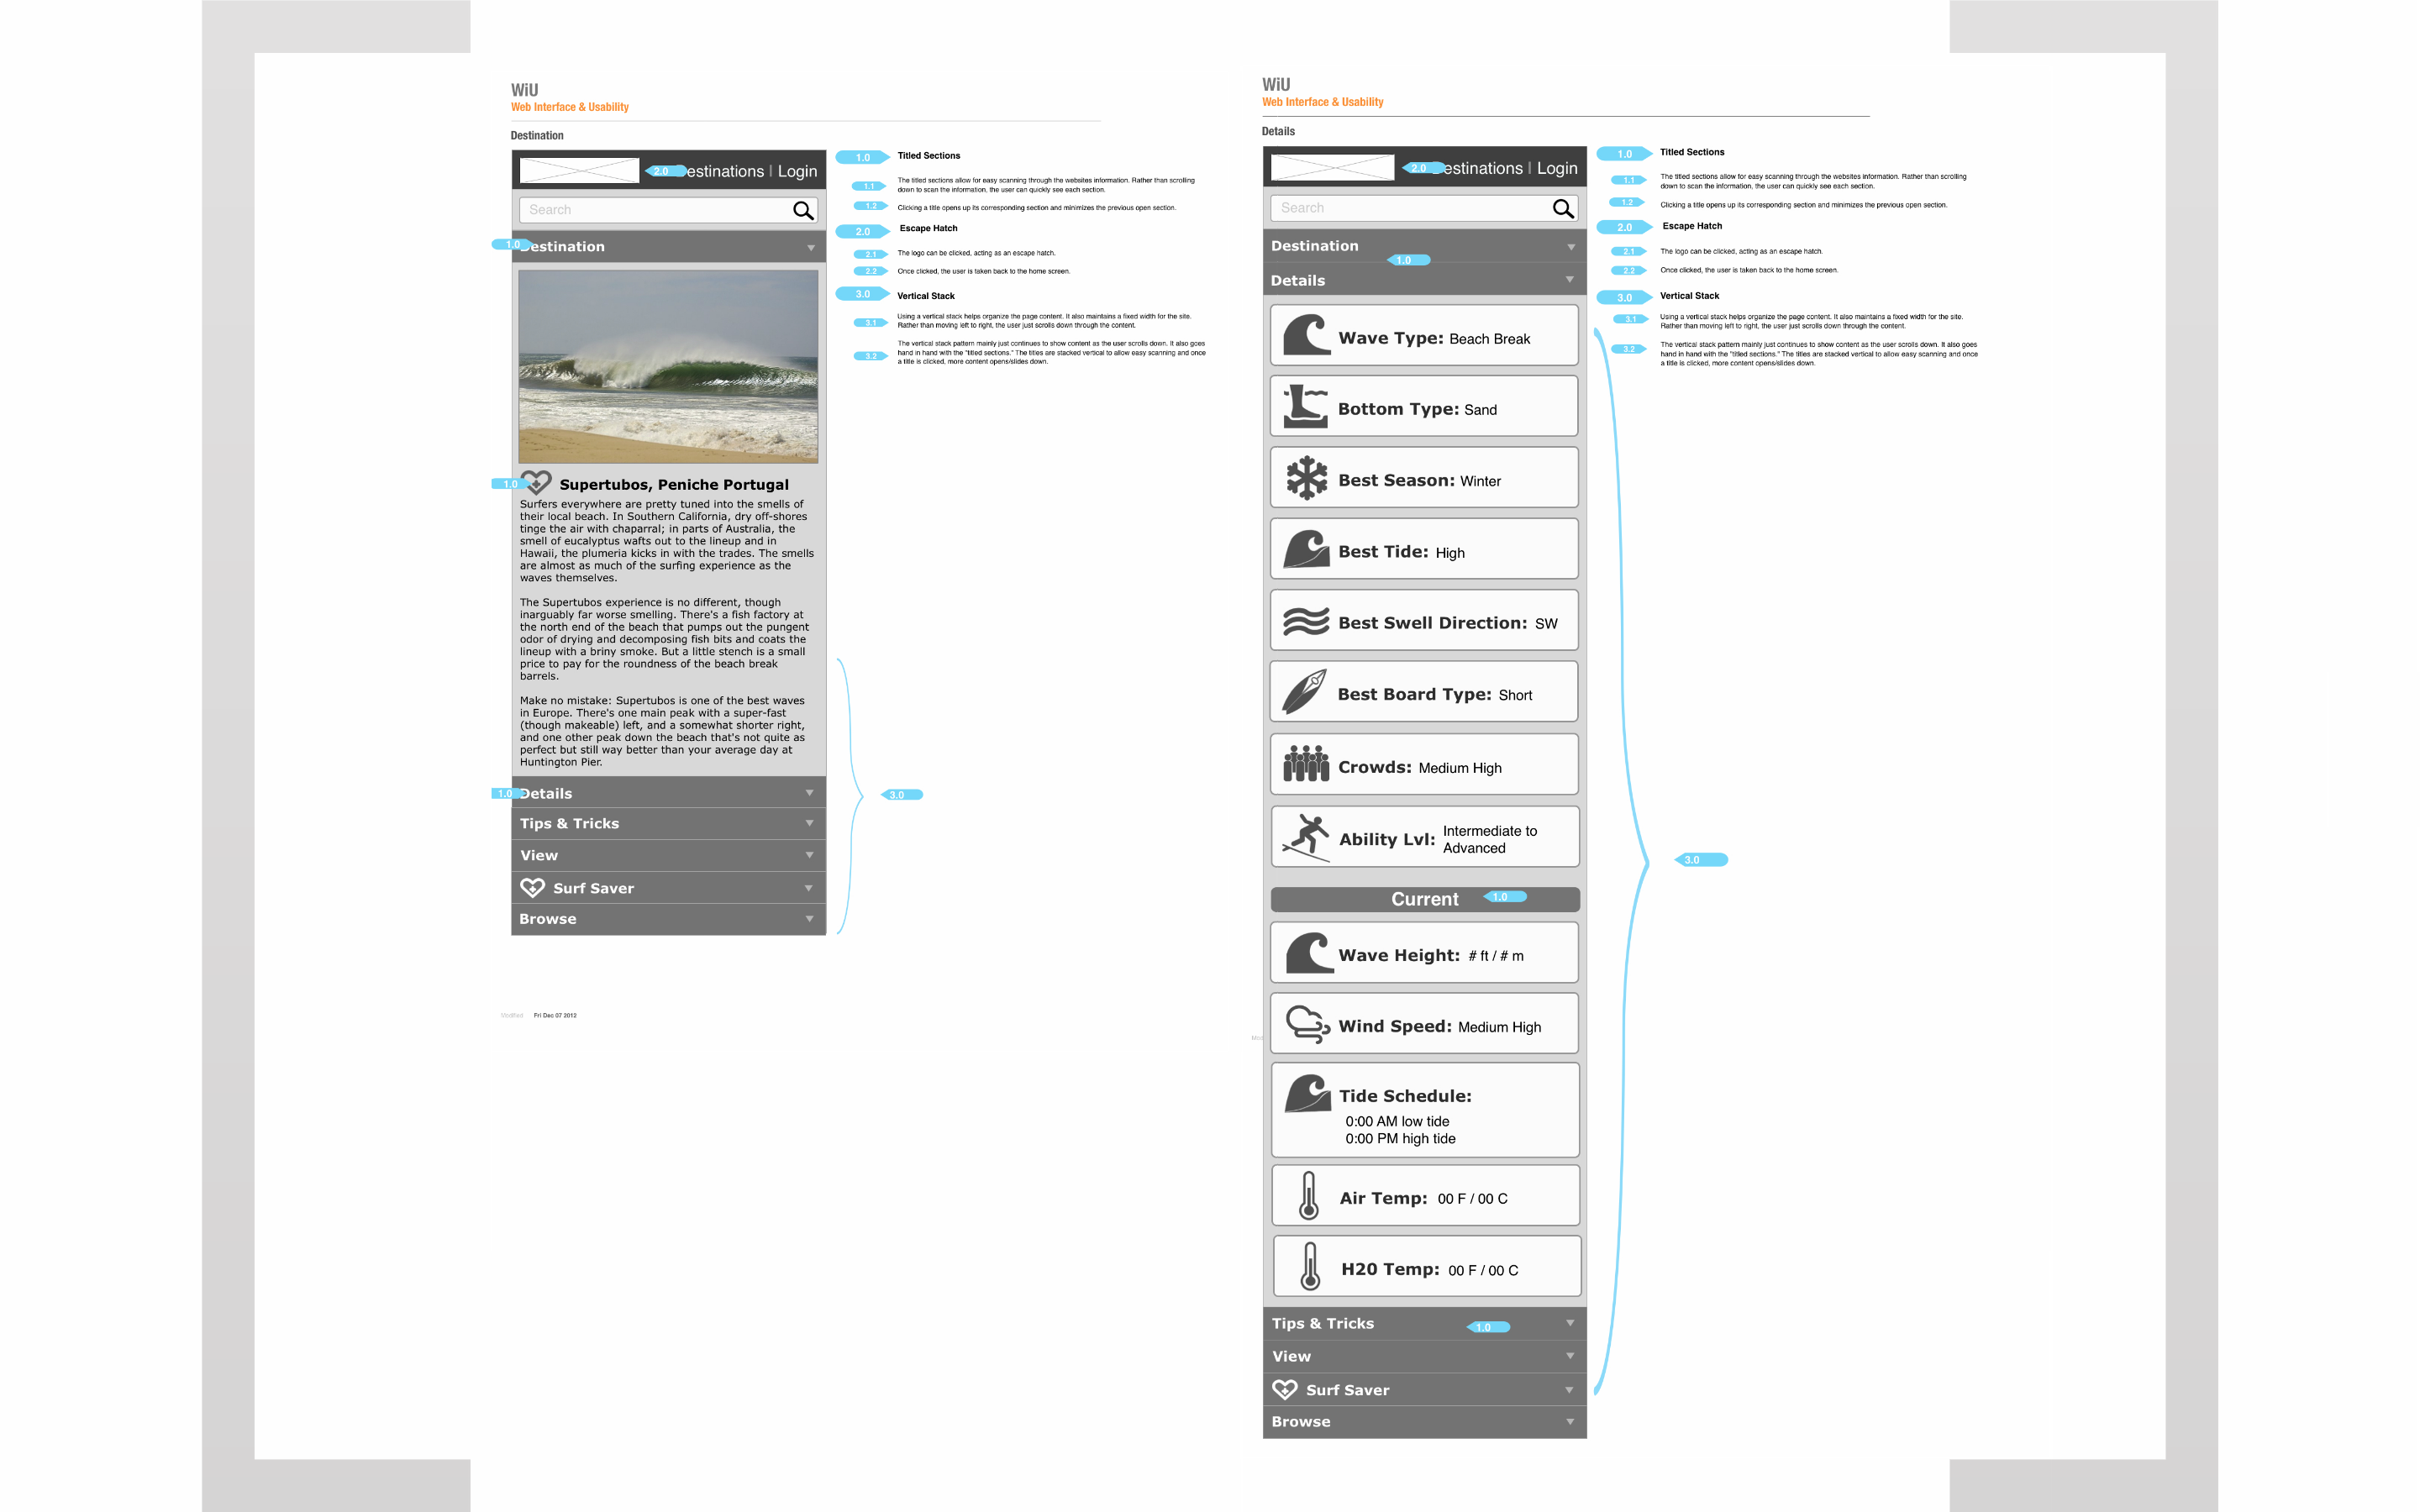 WiU
Web Interface & Usability
Destination
2.0 estinations | Login
Search
1.0 estination
1.0 Supertubos, Peniche Portugal
Surfers everywhere are pretty tuned into the smells of
their local beach. In Southern California, dry off-shores
tinge the air with chaparral; in parts of Australia, the
smell of eucalyptus wafts out to the lineup and in
Hawaii, the plumeria kicks in with the trades. The smells
are almost as much of the surfing experience as the
waves themselves.
The Supertubos experience is no different, though
inarguably far worse smelling. There's a fish factory at
the north end of the beach that pumps out the pungent
odor of drying and decomposing fish bits and coats the
lineup with a briny smoke. But a little stench is a small
price to pay for the roundness of the beach break
barrels.
Make no mistake: Supertubos is one of the best waves
in Europe. There's one main peak with a super-fast
(though makeable) left, and a somewhat shorter right,
and one other peak down the beach that's not quite as
perfect but still way better than your average day at
Huntington Pier.
1.0 Details
Tips & Tricks
View
Surf Saver
Browse
3.0
Modified Fri Dec 07 2012
1.0 Titled Sections
1.1 The titled sections allow for easy scanning through the websites information. Rather than scrolling
down to scan the information, the user can quickly see each section.
1.2 Clicking a title opens up its corresponding section and minimizes the previous open section.
2.0 Escape Hatch
2.1 The logo can be clicked, acting as an escape hatch.
2.2 Once clicked, the user is taken back to the home screen.
3.0 Vertical Stack
3.1 Using a vertical stack helps organize the page content. It also maintains a fixed width for the site.
Rather than moving left to right, the user just scrolls down through the content.
3.2 The vertical stack pattern mainly just continues to show content as the user scrolls down. It also goes
hand in hand with the "titled sections." The titles are stacked vertical to allow easy scanning and once
a title is clicked, more content opens/slides down.
WiU
Web Interface & Usability
Details
2.0 estinations | Login
Search
Destination
1.0
Details
Wave Type: Beach Break
Bottom Type: Sand
Best Season: Winter
Best Tide: High
Best Swell Direction: SW
Best Board Type: Short
Crowds: Medium High
Ability Lvl: Intermediate to
Advanced
Current 1.0
Wave Height: # ft / # m
Wind Speed: Medium High
Tide Schedule:
0:00 AM low tide
0:00 PM high tide
Air Temp: 00 F / 00 C
H20 Temp: 00 F / 00 C
Tips & Tricks 1.0
View
Surf Saver
Browse
3.0
1.0 Titled Sections
1.1 The titled sections allow for easy scanning through the websites information. Rather than scrolling
down to scan the information, the user can quickly see each section.
1.2 Clicking a title opens up its corresponding section and minimizes the previous open section.
2.0 Escape Hatch
2.1 The logo can be clicked, acting as an escape hatch.
2.2 Once clicked, the user is taken back to the home screen.
3.0 Vertical Stack
3.1 Using a vertical stack helps organize the page content. It also maintains a fixed width for the site.
Rather than moving left to right, the user just scrolls down through the content.
3.2 The vertical stack pattern mainly just continues to show content as the user scrolls down. It also goes
hand in hand with the "titled sections." The titles are stacked vertical to allow easy scanning and once
a title is clicked, more content opens/slides down.